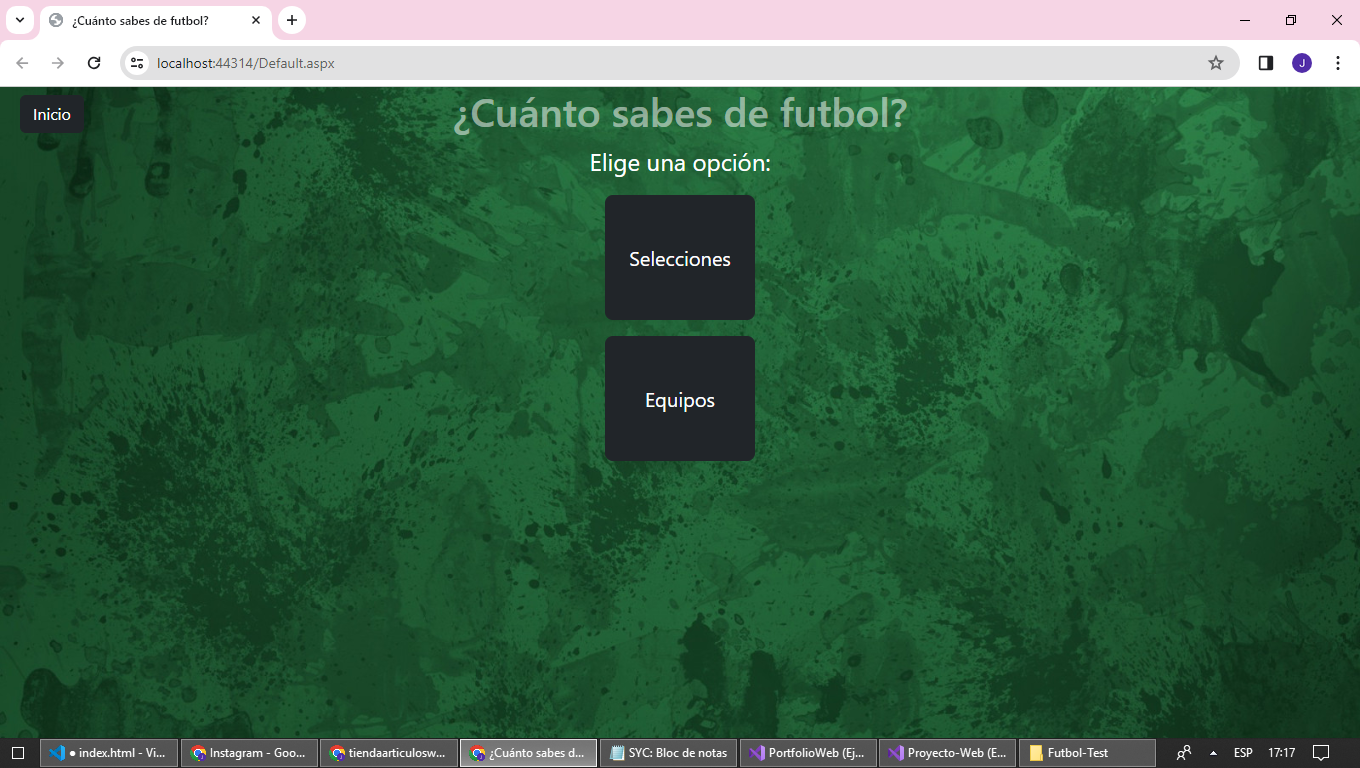 ¿Cuánto sabes de futbol?
localhost:44314/Default.aspx
J
Inicio
¿Cuánto sabes de futbol?
Elige una opción:
Selecciones
Equipos
● index.html - Vi...
Instagram - Goo...
tiendaarticulosw...
¿Cuánto sabes d...
SYC: Bloc de notas
PortfolioWeb (Ej...
Proyecto-Web (E...
Futbol-Test
ESP
17:17